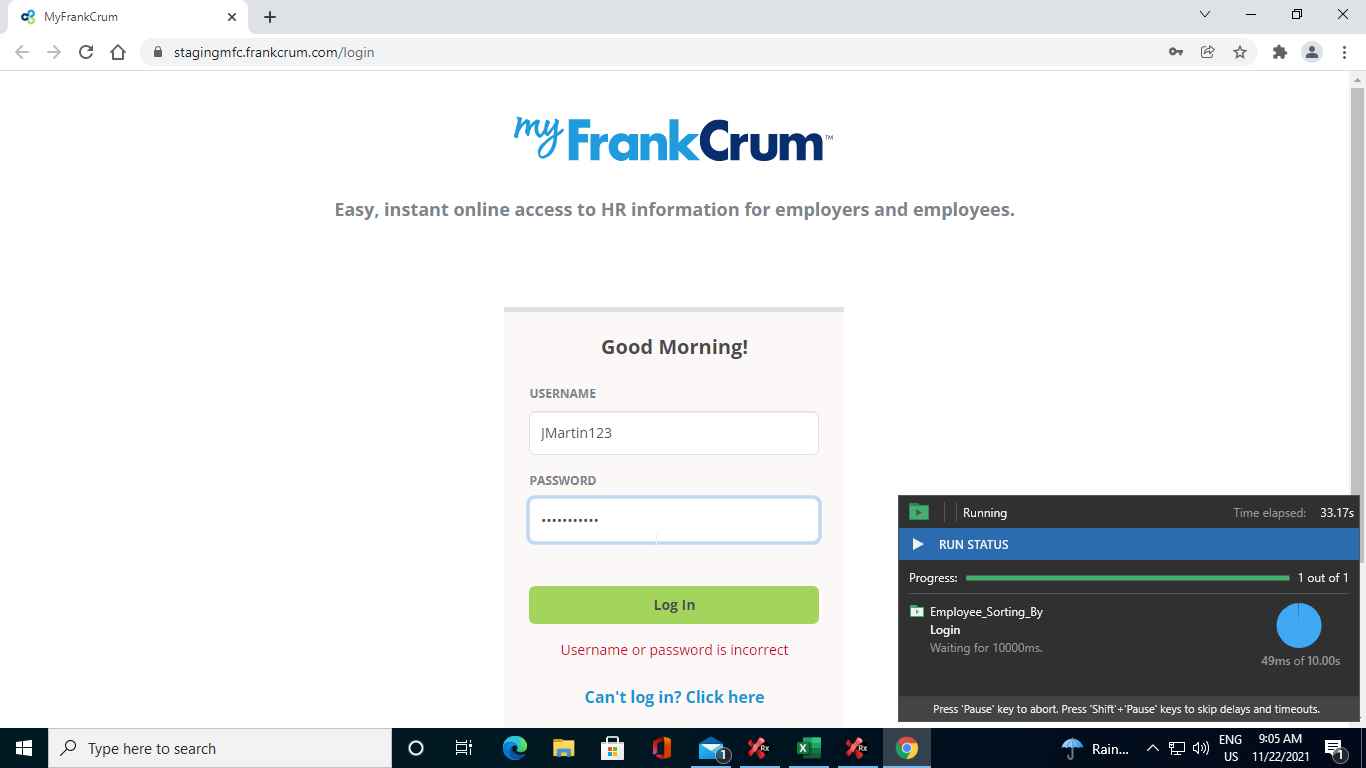 MyFrankCrum
stagingmfc.frankcrum.com/login
my FrankCrum™
Easy, instant online access to HR information for employers and employees.
Good Morning!
USERNAME
JMartin123
PASSWORD
•••••••••••
Log In
Username or password is incorrect
Can't log in? Click here
Running
Time elapsed: 33.17s
RUN STATUS
Progress: 1 out of 1
Employee_Sorting_By
Login
Waiting for 10000ms.
49ms of 10.00s
Press 'Pause' key to abort. Press 'Shift'+'Pause' keys to skip delays and timeouts.
Type here to search
1
Rx
X
Rx
Rain...
ENG
US
9:05 AM
11/22/2021
1